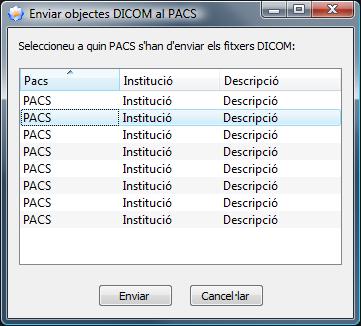 Enviar objectes DICOM al PACS
Seleccioneu a quin PACS s'han d'enviar els fitxers DICOM:
Pacs Institució Descripció
PACS Institució Descripció
PACS Institució Descripció
PACS Institució Descripció
PACS Institució Descripció
PACS Institució Descripció
PACS Institució Descripció
PACS Institució Descripció
PACS Institució Descripció
Enviar Cancel·lar